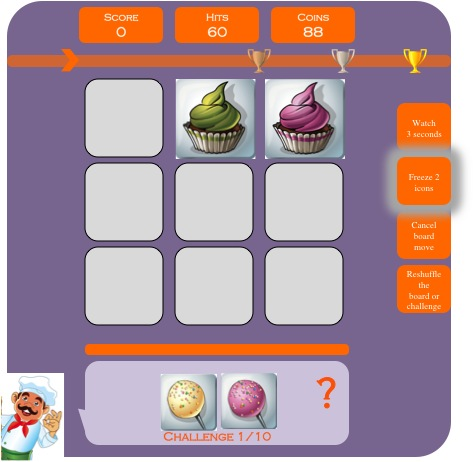 Score
0
Hits
60
Coins
88
Watch
3 seconds
Freeze 2
icons
Cancel
board
move
Reshuffle
the
board or
challenge
?
Challenge 1/10